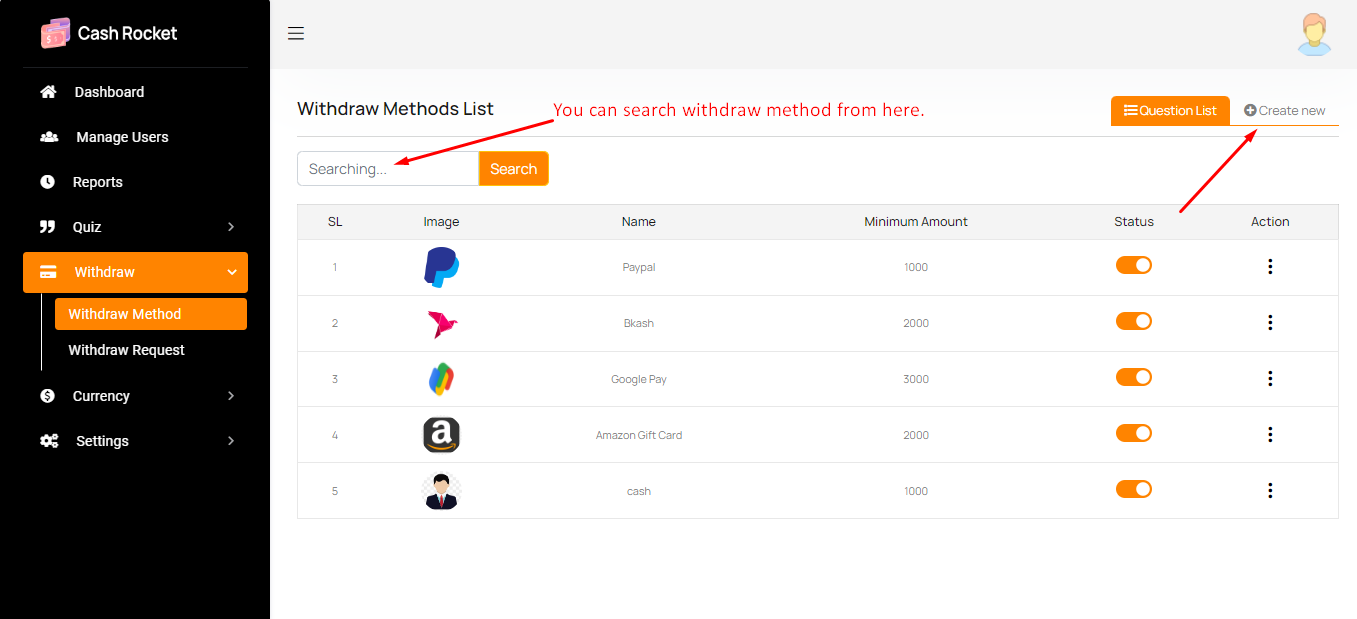 Cash Rocket
Dashboard
Manage Users
Reports
Quiz
Withdraw
Withdraw Method
Withdraw Request
Currency
Settings
Withdraw Methods List
You can search withdraw method from here.
Question List
Create new
Searching...
Search
SL Image Name Minimum Amount Status Action
1 Paypal 1000
2 Bkash 2000
3 Google Pay 3000
4 a Amazon Gift Card 2000
5 cash 1000